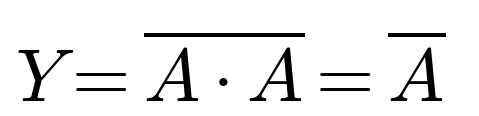 $Y = \overline{A \cdot A} = \overline{A}$